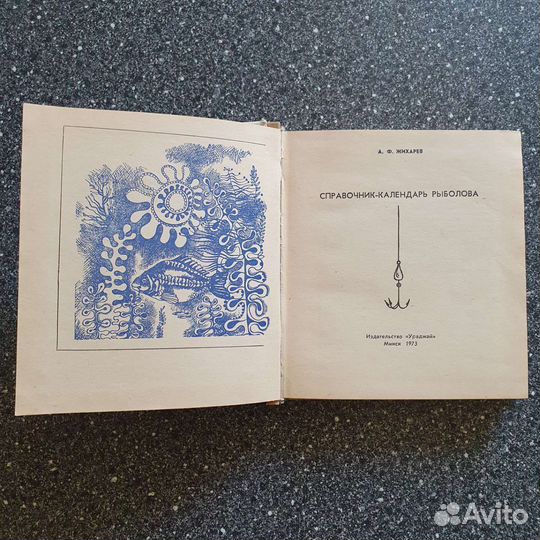 А. Ф. ЖИХАРЕВ
СПРАВОЧНИК-КАЛЕНДАРЬ РЫБОЛОВА
Издательство «Ураджай»
Минск 1973
Avito